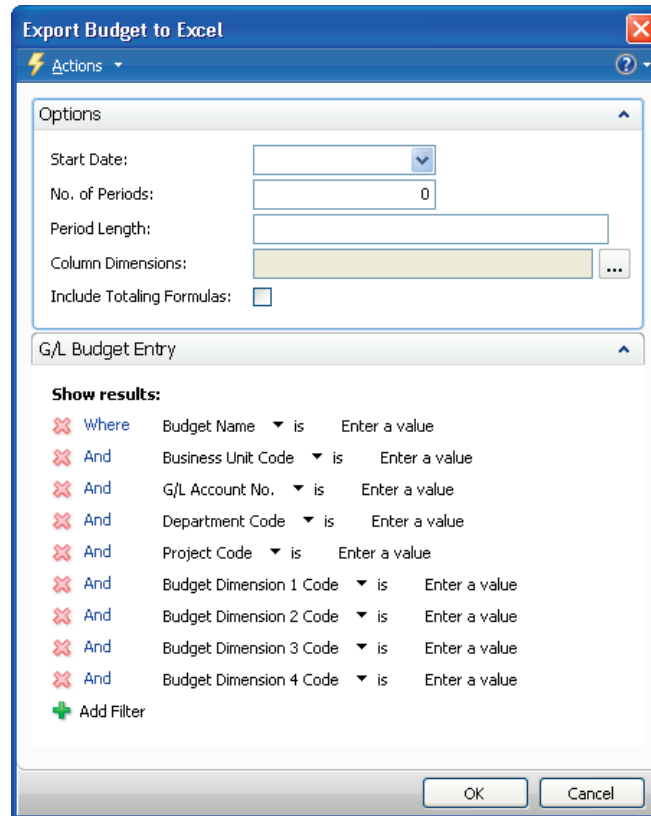 Export Budget to Excel
Actions
Options
Start Date:
No. of Periods: 0
Period Length:
Column Dimensions: ...
Include Totaling Formulas:
G/L Budget Entry
Show results:
Where Budget Name is Enter a value
And Business Unit Code is Enter a value
And G/L Account No. is Enter a value
And Department Code is Enter a value
And Project Code is Enter a value
And Budget Dimension 1 Code is Enter a value
And Budget Dimension 2 Code is Enter a value
And Budget Dimension 3 Code is Enter a value
And Budget Dimension 4 Code is Enter a value
Add Filter
OK Cancel